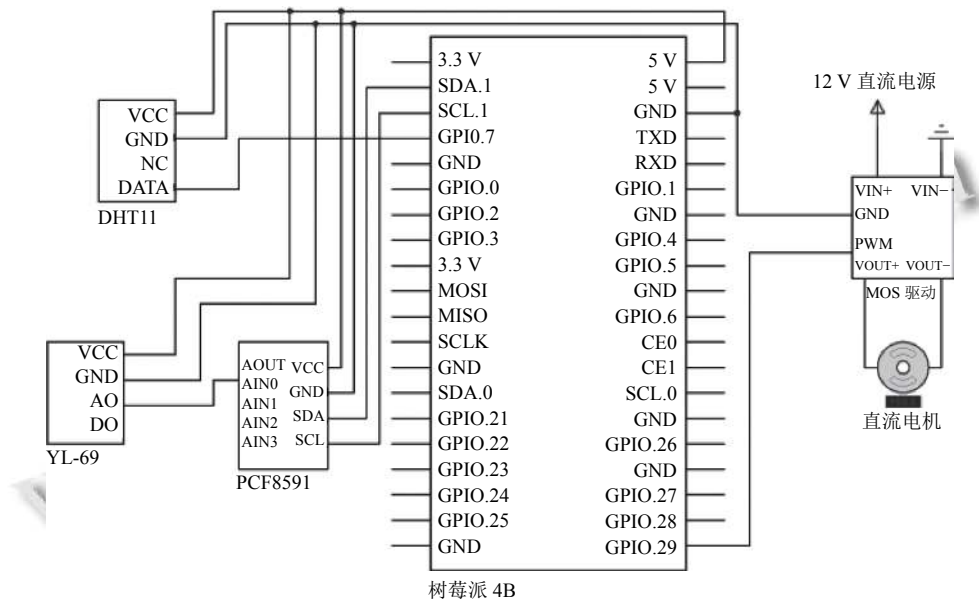 VCC
GND
NC
DATA
DHT11
VCC
GND
AO
DO
YL-69
AOUT
AIN0
AIN1
AIN2
AIN3
VCC
GND
SDA
SCL
PCF8591
3.3 V
SDA.1
SCL.1
GPI0.7
GND
GPIO.0
GPIO.2
GPIO.3
3.3 V
MOSI
MISO
SCLK
GND
SDA.0
GPIO.21
GPIO.22
GPIO.23
GPIO.24
GPIO.25
GND
5 V
5 V
GND
TXD
RXD
GPIO.1
GND
GPIO.4
GPIO.5
GND
GPIO.6
CE0
CE1
SCL.0
GND
GPIO.26
GND
GPIO.27
GPIO.28
GPIO.29
树莓派 4B
12 V 直流电源
VIN+ VIN−
GND
PWM
VOUT+ VOUT−
MOS 驱动
直流电机